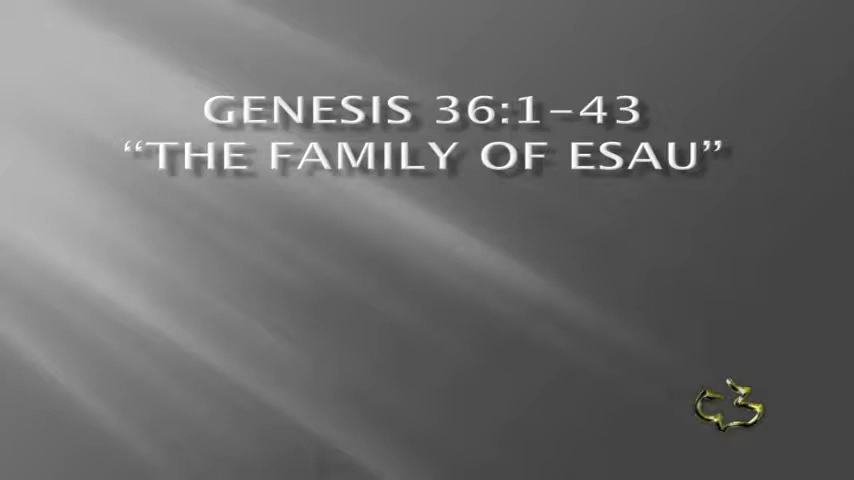 GENESIS 36:1-43
“THE FAMILY OF ESAU”